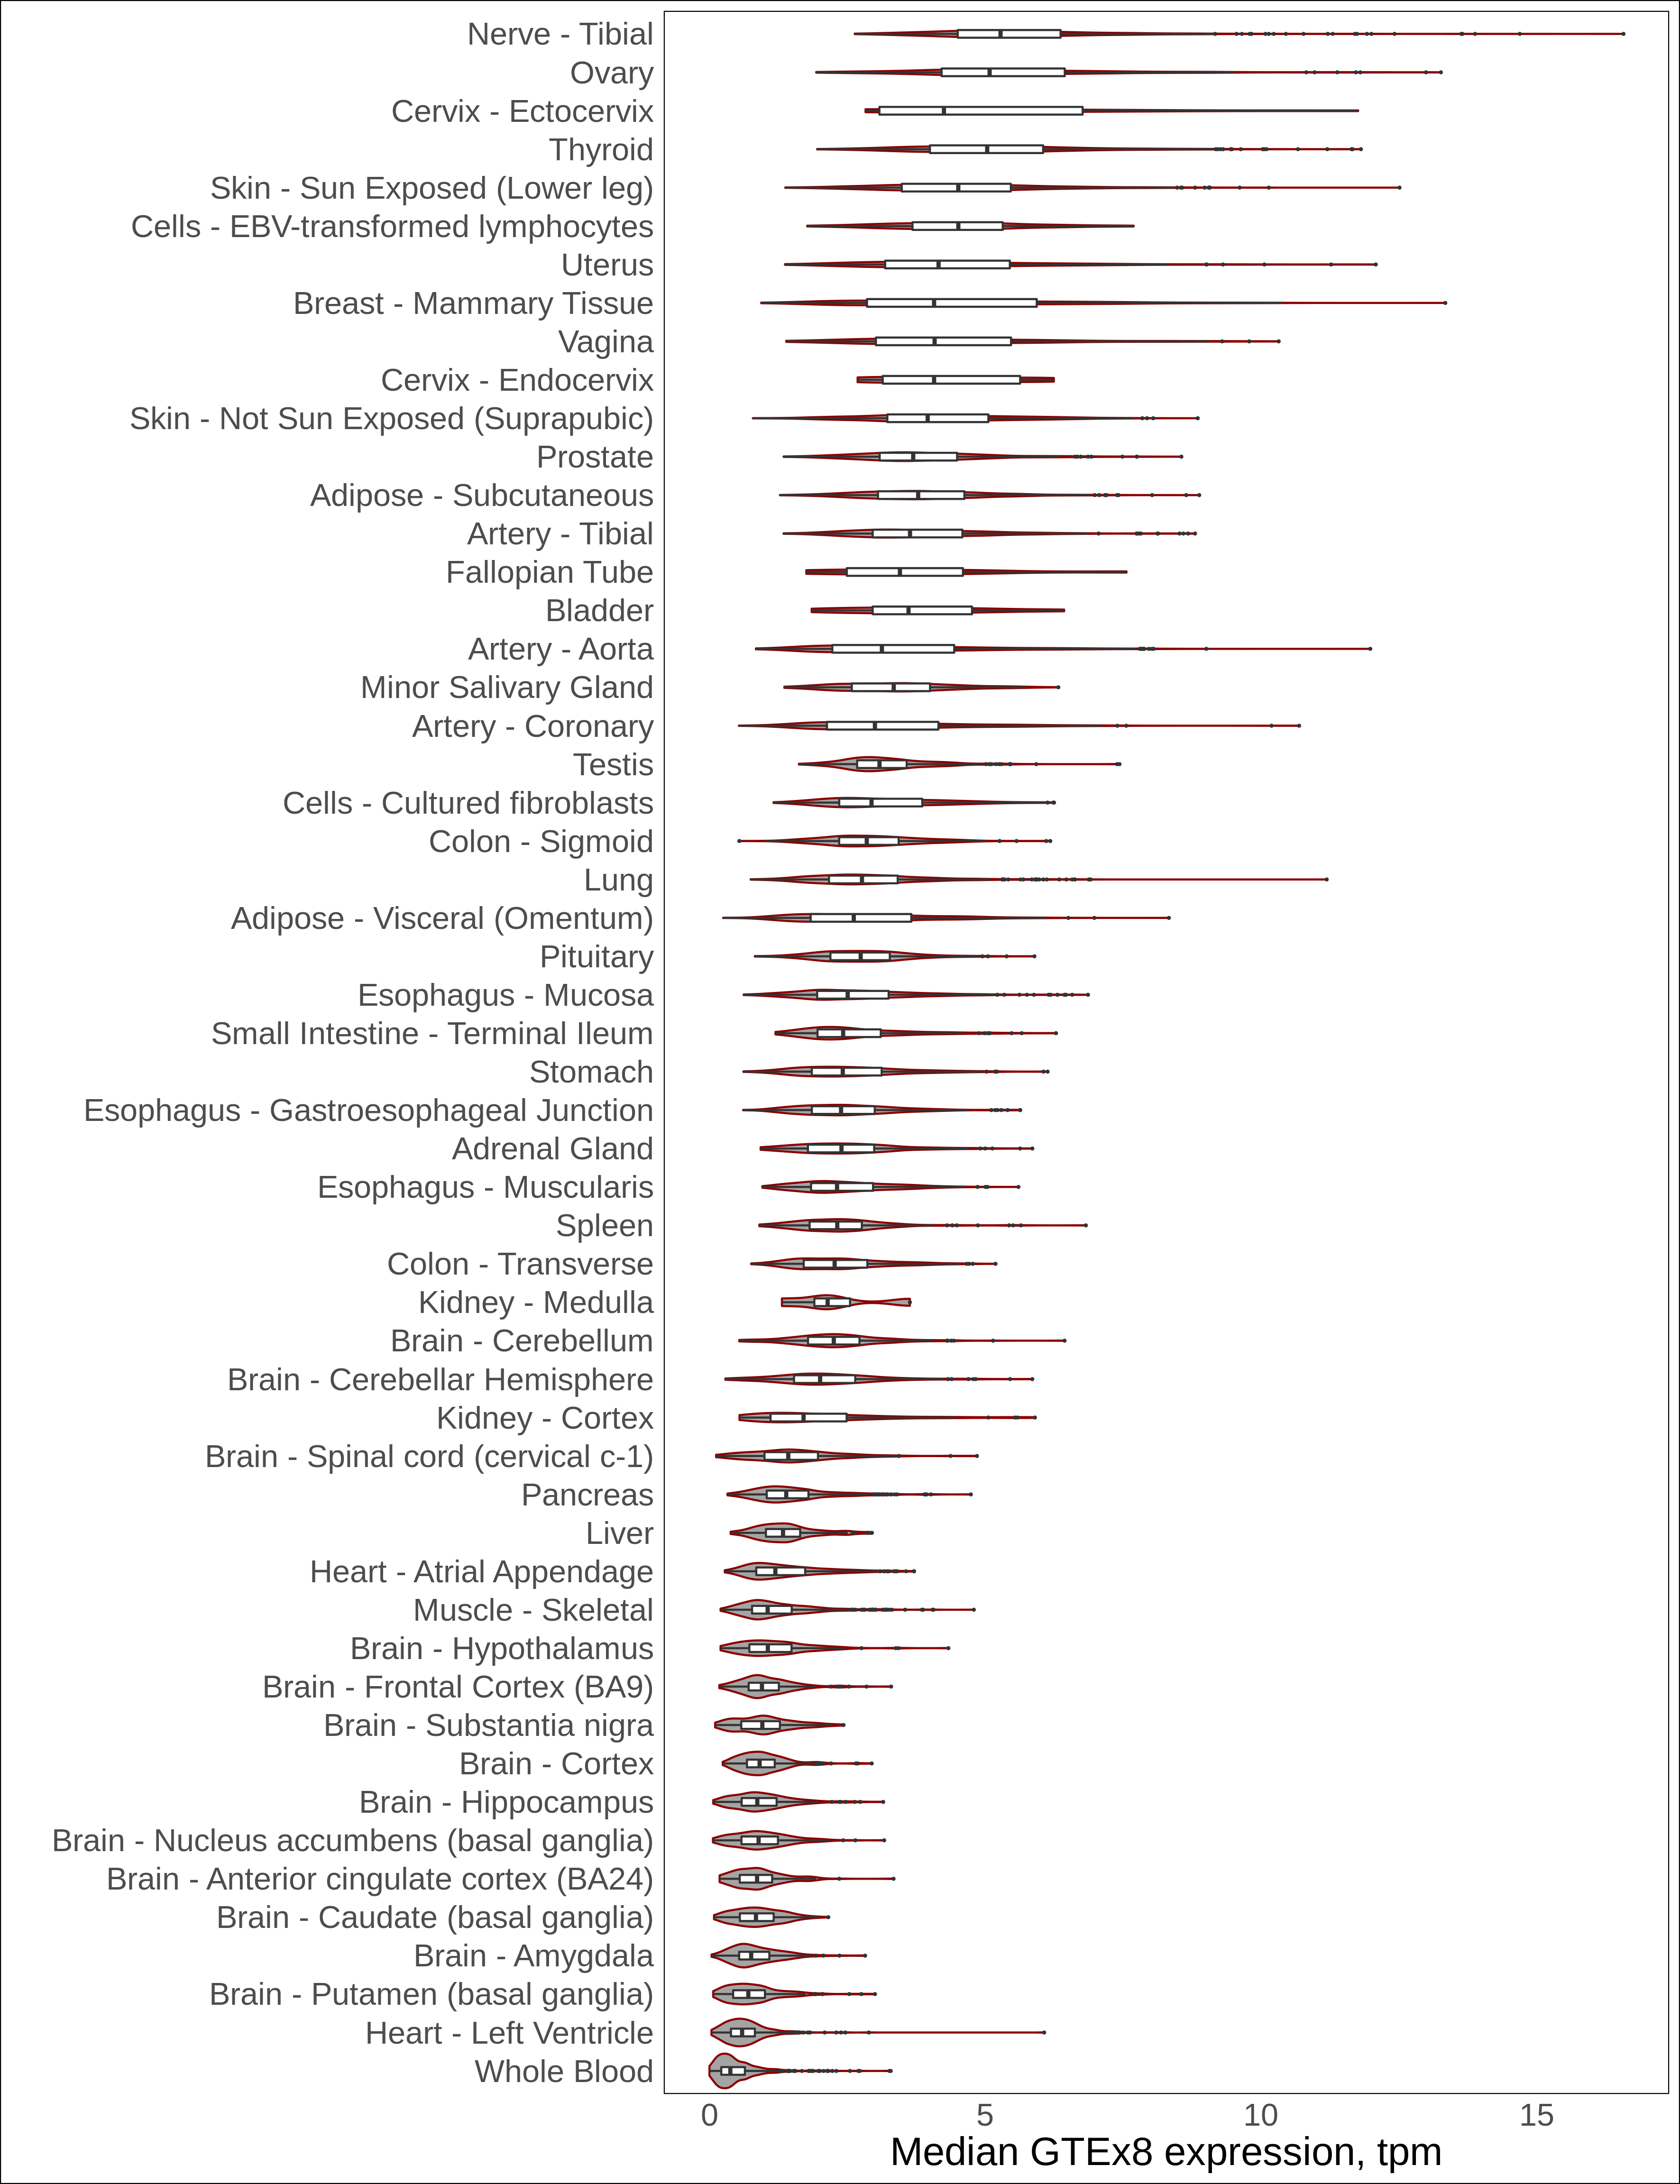 Nerve - Tibial
Ovary
Cervix - Ectocervix
Thyroid
Skin - Sun Exposed (Lower leg)
Cells - EBV-transformed lymphocytes
Uterus
Breast - Mammary Tissue
Vagina
Cervix - Endocervix
Skin - Not Sun Exposed (Suprapubic)
Prostate
Adipose - Subcutaneous
Artery - Tibial
Fallopian Tube
Bladder
Artery - Aorta
Minor Salivary Gland
Artery - Coronary
Testis
Cells - Cultured fibroblasts
Colon - Sigmoid
Lung
Adipose - Visceral (Omentum)
Pituitary
Esophagus - Mucosa
Small Intestine - Terminal Ileum
Stomach
Esophagus - Gastroesophageal Junction
Adrenal Gland
Esophagus - Muscularis
Spleen
Colon - Transverse
Kidney - Medulla
Brain - Cerebellum
Brain - Cerebellar Hemisphere
Kidney - Cortex
Brain - Spinal cord (cervical c-1)
Pancreas
Liver
Heart - Atrial Appendage
Muscle - Skeletal
Brain - Hypothalamus
Brain - Frontal Cortex (BA9)
Brain - Substantia nigra
Brain - Cortex
Brain - Hippocampus
Brain - Nucleus accumbens (basal ganglia)
Brain - Anterior cingulate cortex (BA24)
Brain - Caudate (basal ganglia)
Brain - Amygdala
Brain - Putamen (basal ganglia)
Heart - Left Ventricle
Whole Blood
0 5 10 15
Median GTEx8 expression, tpm